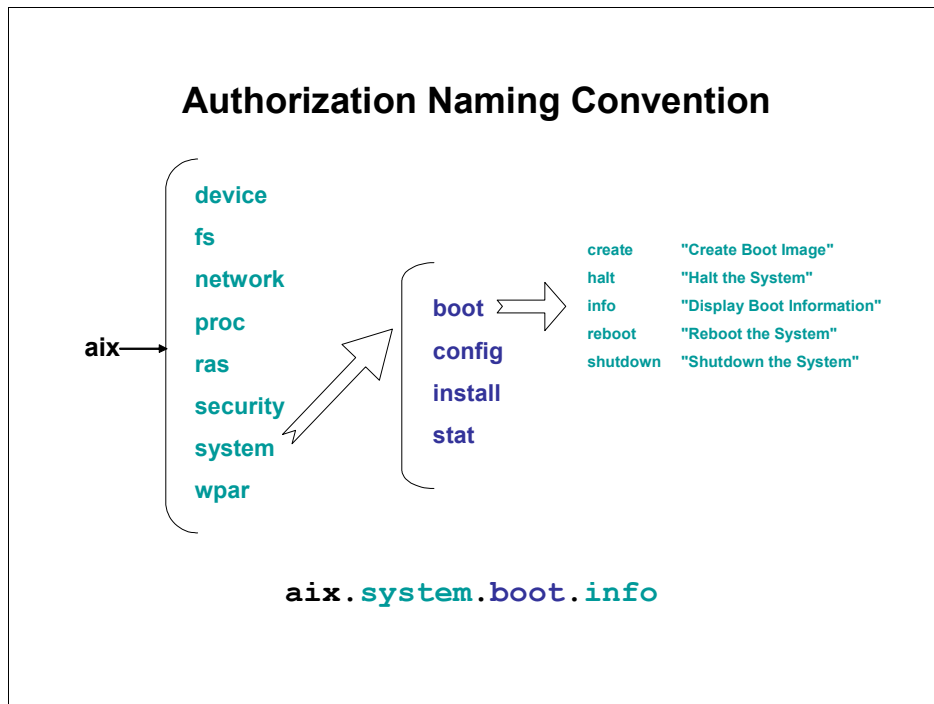 Authorization Naming Convention
aix
device
fs
network
proc
ras
security
system
wpar
boot
config
install
stat
create "Create Boot Image"
halt "Halt the System"
info "Display Boot Information"
reboot "Reboot the System"
shutdown "Shutdown the System"
aix.system.boot.info